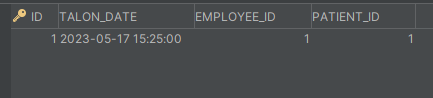 ID TALON_DATE EMPLOYEE_ID PATIENT_ID
1 2023-05-17 15:25:00 1 1